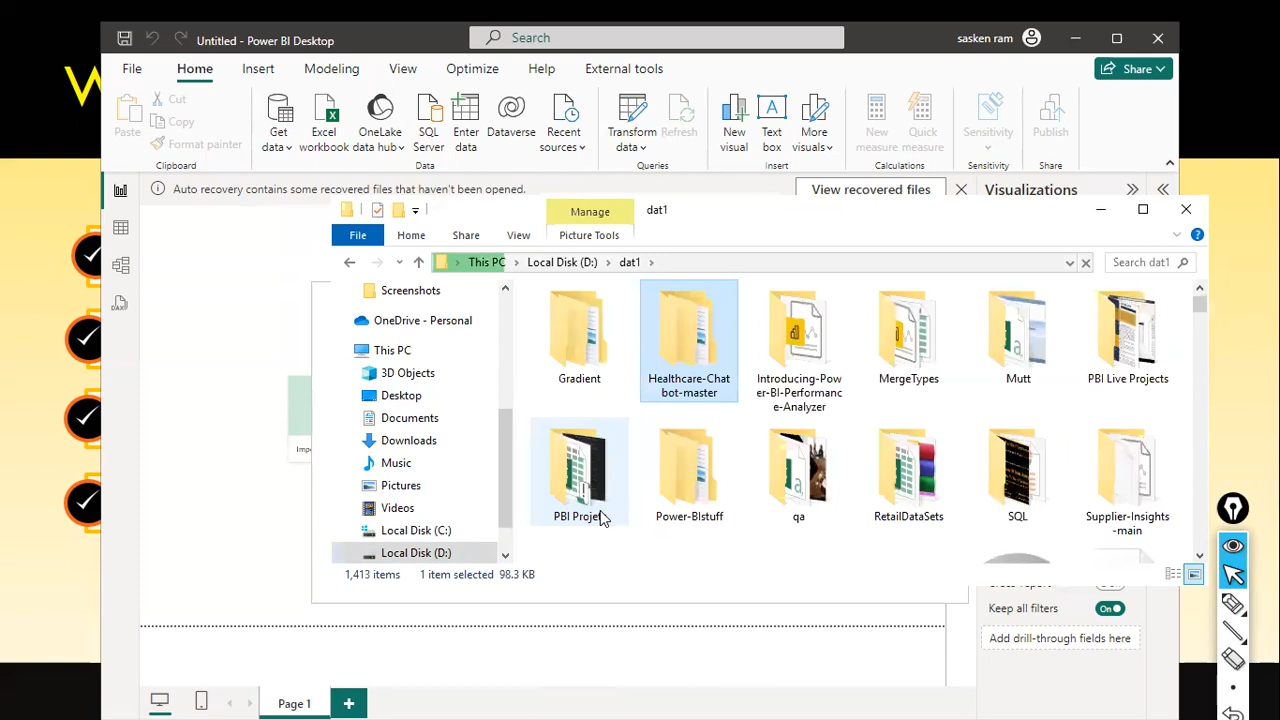 W
Untitled - Power BI Desktop
Search
sasken ram
File
Home
Insert
Modeling
View
Optimize
Help
External tools
Share
Paste
Cut
Copy
Format painter
Clipboard
Get data
Excel workbook
OneLake data hub
SQL Server
Enter data
Dataverse
Recent sources
Data
Transform data
Refresh
Queries
New visual
Text box
More visuals
Insert
New measure
Quick measure
Calculations
Sensitivity
Sensitivity
Publish
Share
Auto recovery contains some recovered files that haven't been opened.
View recovered files
Visualizations
Manage
dat1
File
Home
Share
View
Picture Tools
This PC
Local Disk (D:)
dat1
Search dat1
Screenshots
OneDrive - Personal
This PC
3D Objects
Desktop
Documents
Downloads
Music
Pictures
Videos
Local Disk (C:)
Local Disk (D:)
Gradient
Healthcare-Chat
bot-master
Introducing-Pow
er-BI-Performanc
e-Analyzer
MergeTypes
Mutt
PBI Live Projects
PBI Project
Power-BIstuff
qa
RetailDataSets
SQL
Supplier-Insights
-main
1,413 items
1 item selected
98.3 KB
Keep all filters
On
Add drill-through fields here
Page 1